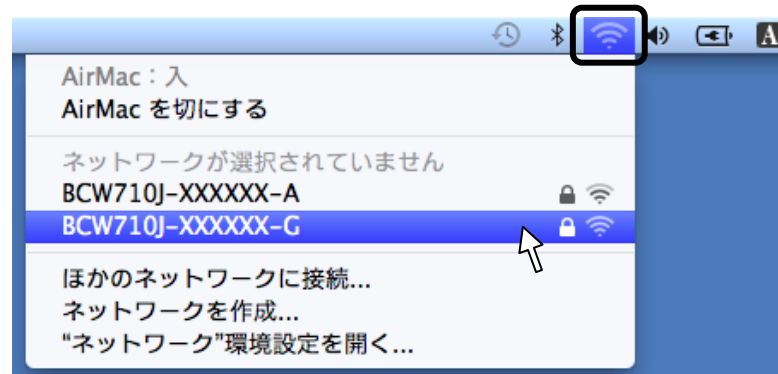 A
AirMac：入
AirMac を切にする
ネットワークが選択されていません
BCW710J-XXXXXX-A
BCW710J-XXXXXX-G
ほかのネットワークに接続...
ネットワークを作成...
“ネットワーク”環境設定を開く...